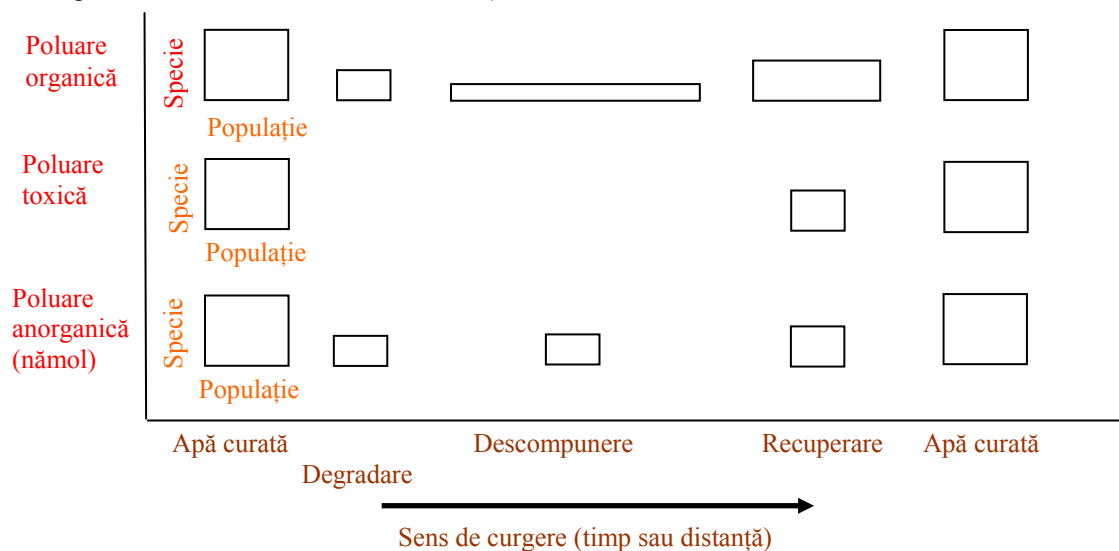 Poluare
organică
Specie
Populație
Poluare
toxică
Specie
Populație
Poluare
anorganică
(nămol)
Specie
Populație
Apă curată
Degradare
Descompunere
Recuperare
Apă curată
Sens de curgere (timp sau distanță)